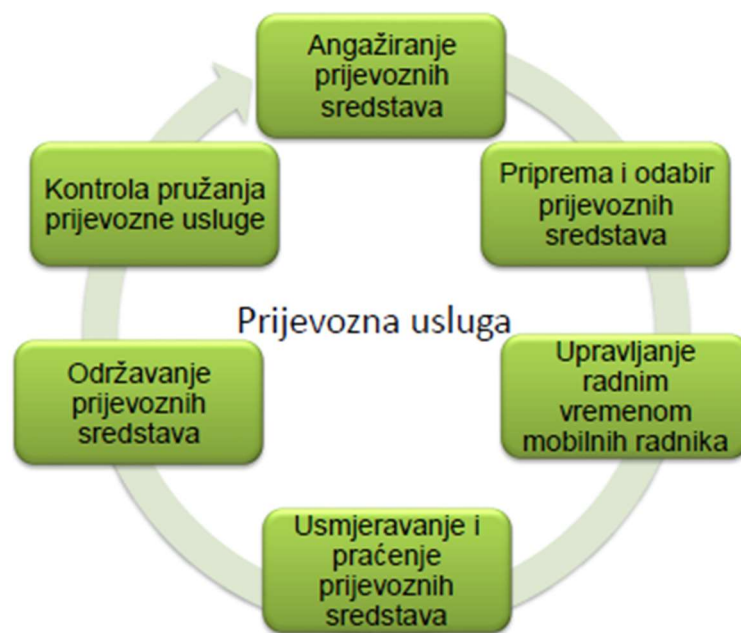 Angažiranje
prijevoznih
sredstava
Priprema i odabir
prijevoznih
sredstava
Upravljanje
radnim
vremenom
mobilnih radnika
Usmjeravanje i
praćenje
prijevoznih
sredstava
Održavanje
prijevoznih
sredstava
Kontrola pružanja
prijevozne usluge
Prijevozna usluga